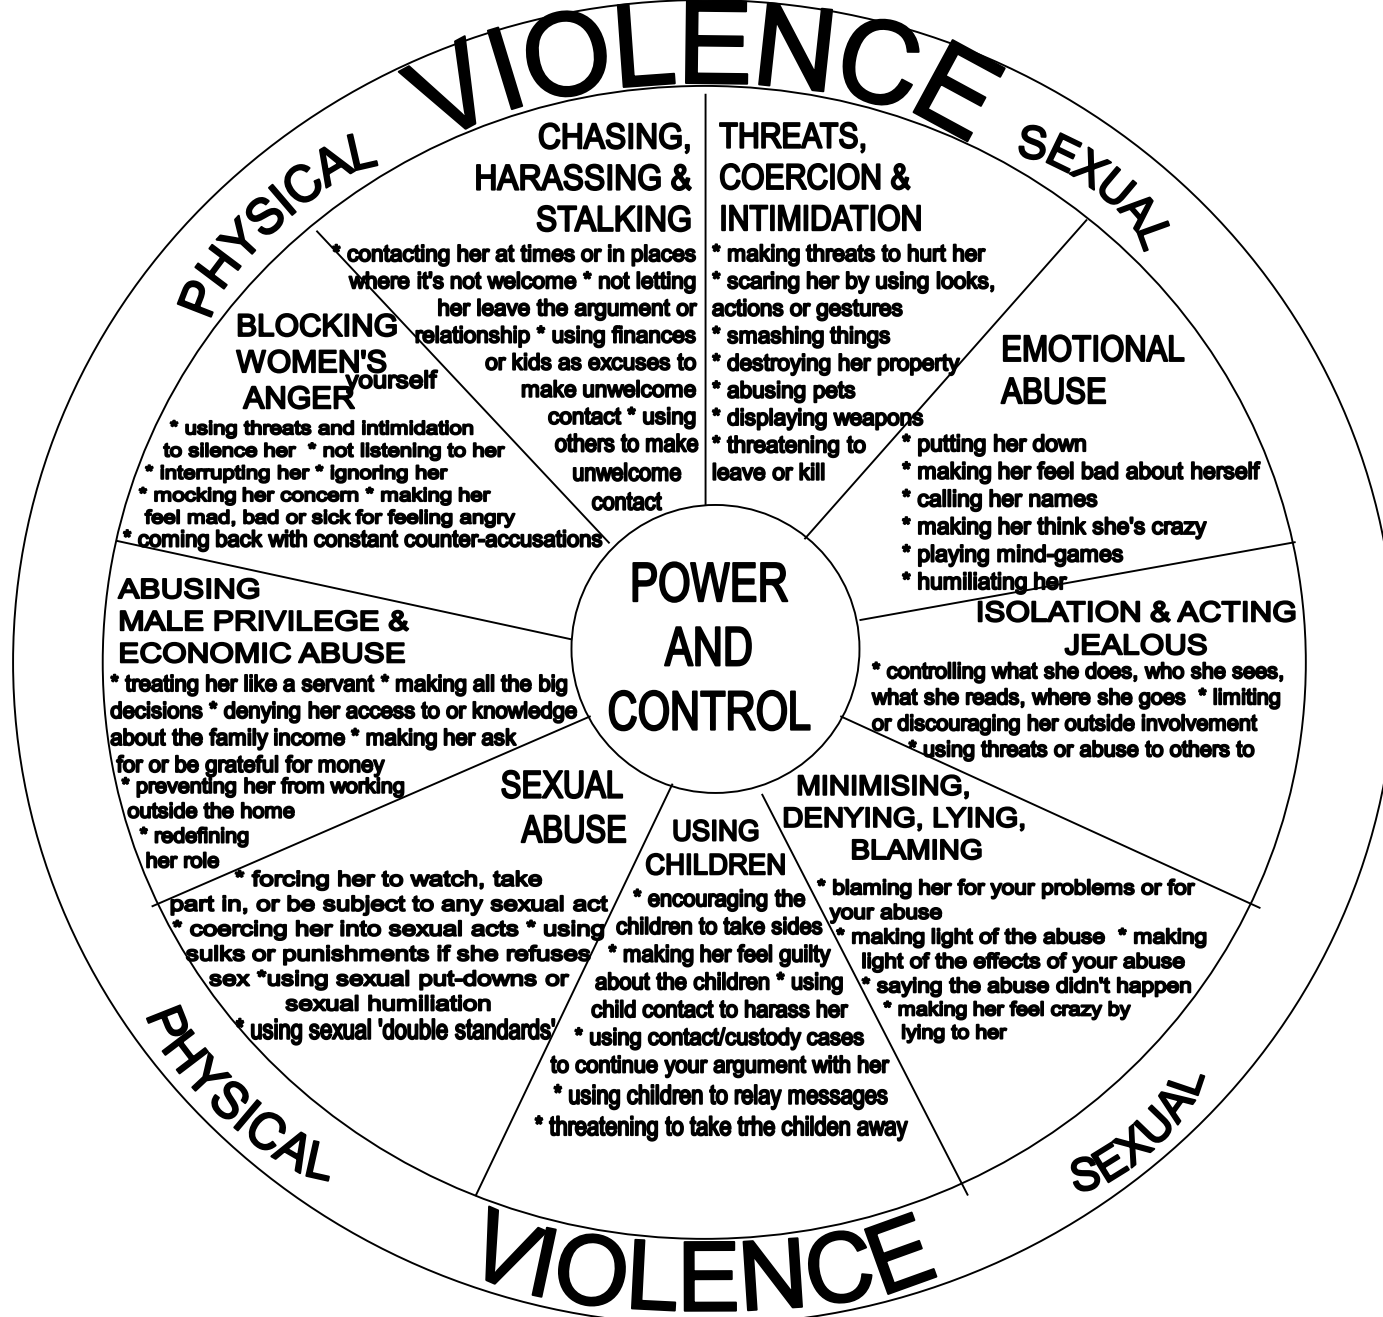 VIOLENCE
PHYSICAL
SEXUAL
CHASING,
HARASSING &
STALKING
* contacting her at times or in places
where it's not welcome * not letting
her leave the argument or
relationship * using finances
or kids as excuses to
make unwelcome
contact * using
others to make
unwelcome
contact
THREATS,
COERCION &
INTIMIDATION
* making threats to hurt her
* scaring her by using looks,
actions or gestures
* smashing things
* destroying her property
* abusing pets
* displaying weapons
* threatening to
leave or kill
EMOTIONAL
ABUSE
* putting her down
* making her feel bad about herself
* calling her names
* making her think she's crazy
* playing mind-games
* humiliating her
ISOLATION & ACTING
JEALOUS
* controlling what she does, who she sees,
what she reads, where she goes * limiting
or discouraging her outside involvement
* using threats or abuse to others to
MINIMISING,
DENYING, LYING,
BLAMING
* blaming her for your problems or for
your abuse
* making light of the abuse * making
light of the effects of your abuse
* saying the abuse didn't happen
* making her feel crazy by
lying to her
USING
CHILDREN
* encouraging the
children to take sides
* making her feel guilty
about the children * using
child contact to harass her
* using contact/custody cases
to continue your argument with her
* using children to relay messages
* threatening to take trhe childen away
SEXUAL
ABUSE
* forcing her to watch, take
part in, or be subject to any sexual act
* coercing her into sexual acts * using
sulks or punishments if she refuses
sex *using sexual put-downs or
sexual humiliation
* using sexual 'double standards'
ABUSING
MALE PRIVILEGE &
ECONOMIC ABUSE
* treating her like a servant * making all the big
decisions * denying her access to or knowledge
about the family income * making her ask
for or be grateful for money
* preventing her from working
outside the home
* redefining
her role
BLOCKING
WOMEN'S
yourself
ANGER
* using threats and intimidation
to silence her * not listening to her
* interrupting her * ignoring her
* mocking her concern * making her
feel mad, bad or sick for feeling angry
* coming back with constant counter-accusations
POWER
AND
CONTROL
PHYSICAL
SEXUAL
VIOLENCE